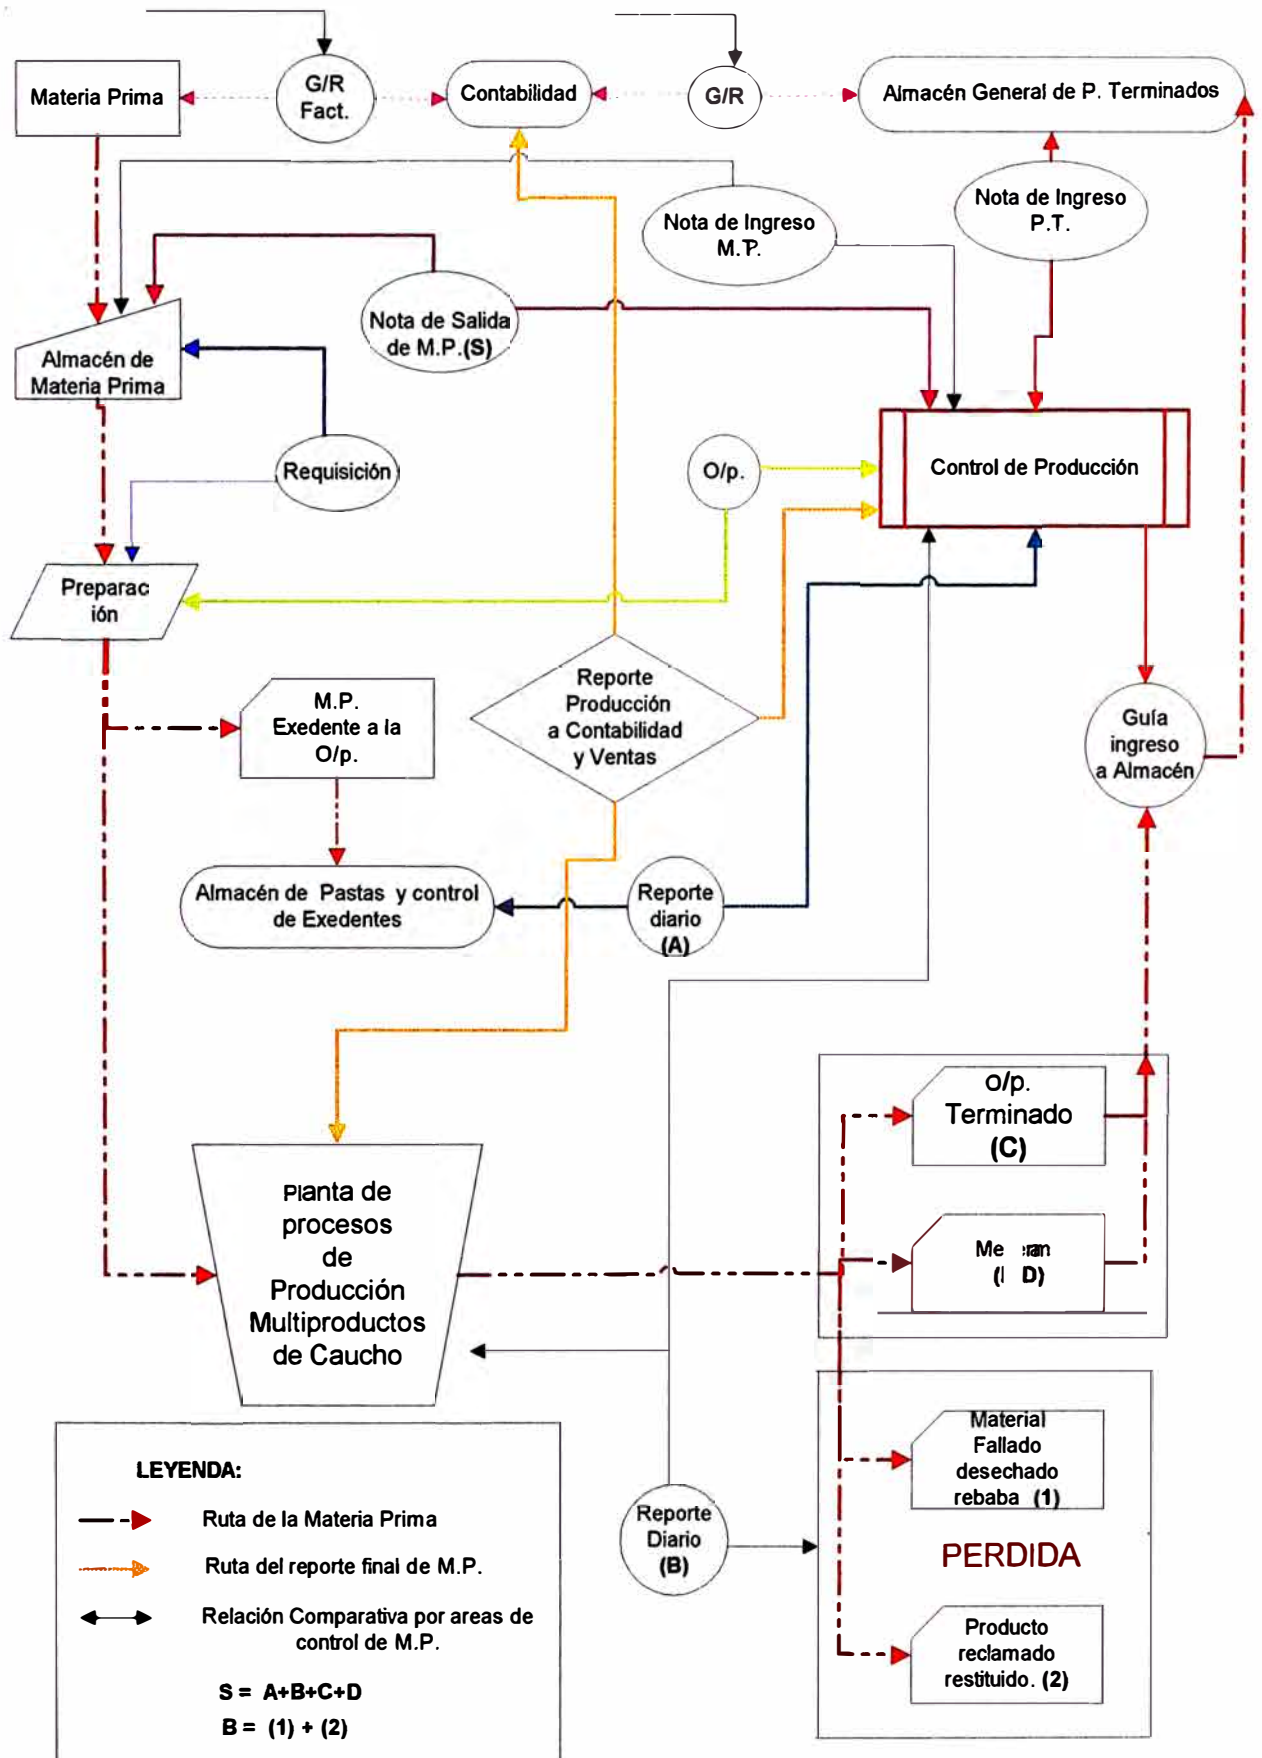 Materia Prima
G/R
Fact.
Contabilidad
G/R
Almacén General de P. Terminados
Nota de Ingreso
M.P.
Nota de Ingreso
P.T.
Nota de Salida
de M.P.(S)
Almacén de
Materia Prima
Requisición
O/p.
Control de Producción
Preparac
ión
M.P.
Exedente a la
O/p.
Reporte
Producción
a Contabilidad
y Ventas
Guía
ingreso
a Almacén
Almacén de Pastas y control
de Exedentes
Reporte
diario
(A)
O/p.
Terminado
(C)
Planta de
procesos
de
Producción
Multiproductos
de Caucho
D)
Material
Fallado
desechado
rebaba (1)
PERDIDA
Producto
reclamado
restituido. (2)
Reporte
Diario
(B)
LEYENDA:
Ruta de la Materia Prima
Ruta del reporte final de M.P.
Relación Comparativa por areas de
control de M.P.
S = A+B+C+D
B = (1) + (2)